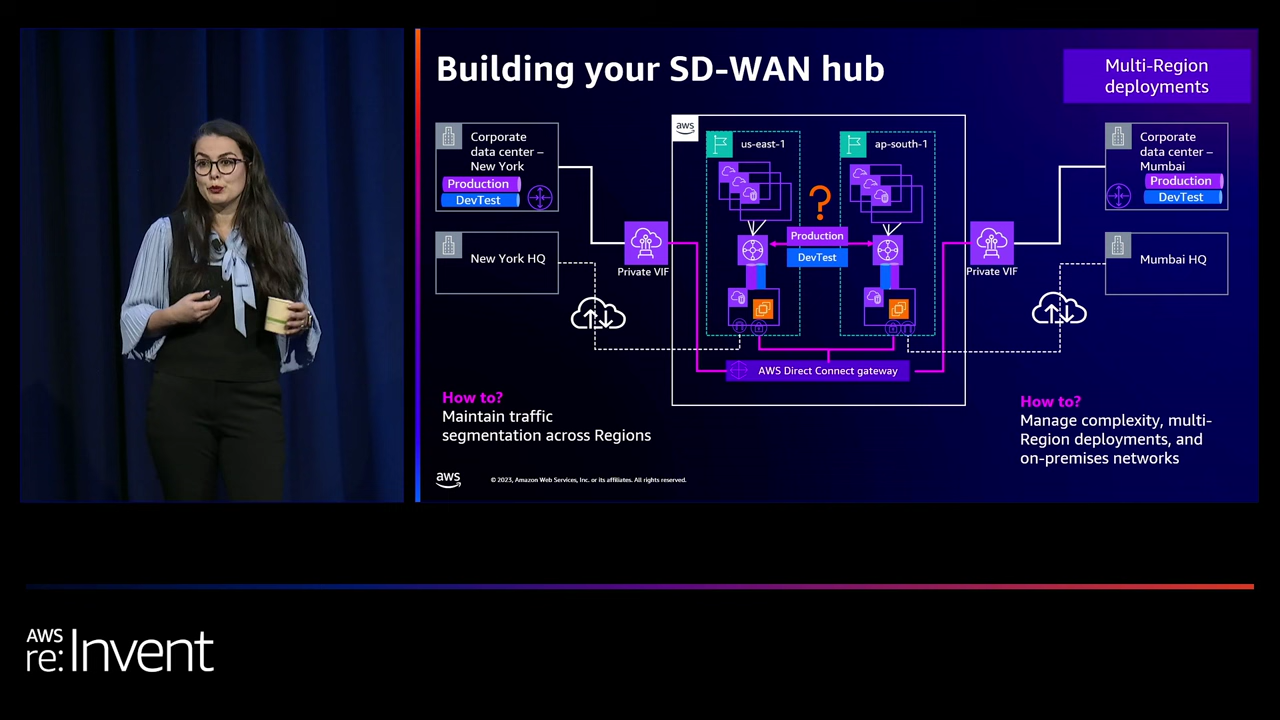 Building your SD-WAN hub
Multi-Region
deployments
Corporate
data center –
New York
Production
DevTest
New York HQ
Private VIF
aws
us-east-1
ap-south-1
?
Production
DevTest
AWS Direct Connect gateway
Private VIF
Corporate
data center –
Mumbai
Production
DevTest
Mumbai HQ
How to?
Maintain traffic
segmentation across Regions
How to?
Manage complexity, multi-
Region deployments, and
on-premises networks
aws
© 2023, Amazon Web Services, Inc. or its affiliates. All rights reserved.
AWS
re:Invent